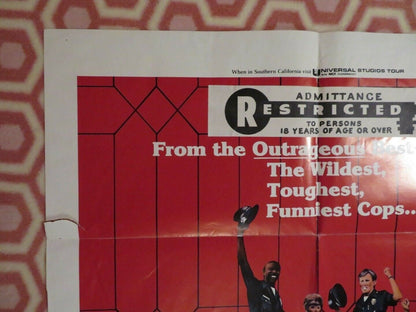 When in Southern California visit UNIVERSAL STUDIOS TOUR
ADMITTANCE
R RESTRICTED
TO PERSONS
18 YEARS OF AGE OR OVER
From the Outrageous
The Wildest,
Toughest,
Funniest Cops...